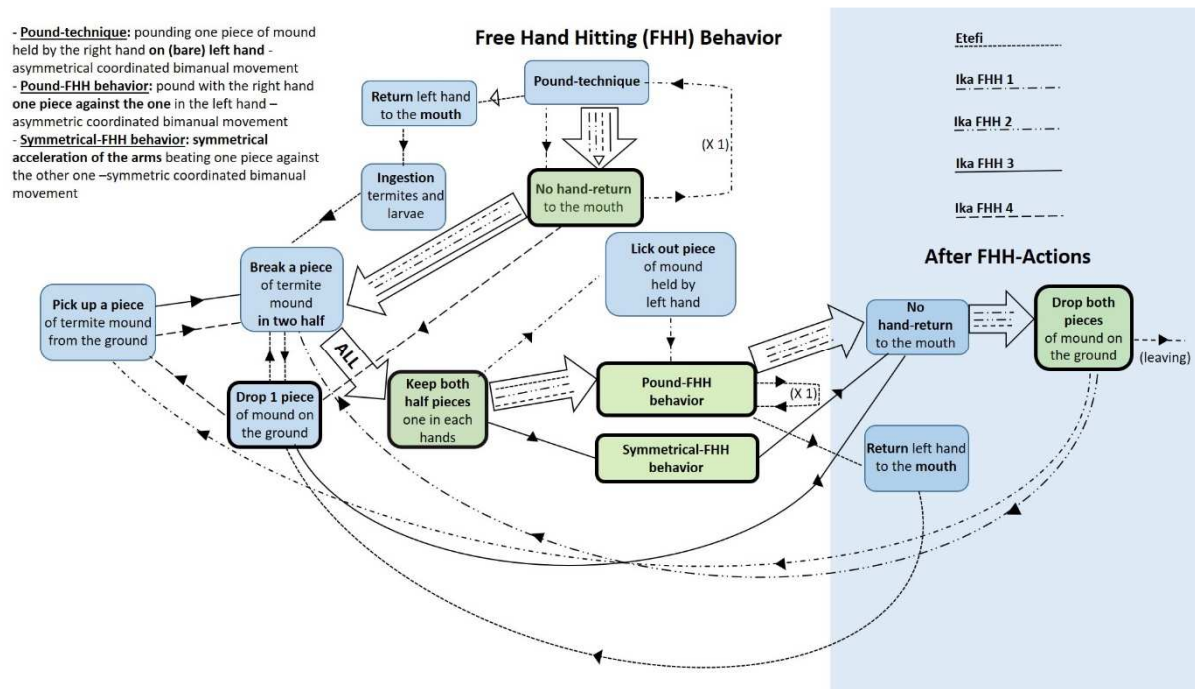 - Pound-technique: pounding one piece of mound
held by the right hand on (bare) left hand -
asymmetrical coordinated bimanual movement
- Pound-FHH behavior: pound with the right hand
one piece against the one in the left hand –
asymmetric coordinated bimanual movement
- Symmetrical-FHH behavior: symmetrical
acceleration of the arms beating one piece against
the other one –symmetric coordinated bimanual
movement
Free Hand Hitting (FHH) Behavior
Pound-technique
Return left hand
to the mouth
(X 1)
Ingestion
termites and
larvae
No hand-return
to the mouth
Etefi
Ika FHH 1
Ika FHH 2
Ika FHH 3
Ika FHH 4
Break a piece
of termite
mound
in two half
Lick out piece
of mound
held by
left hand
After FHH-Actions
Pick up a piece
of termite mound
from the ground
ALL
No
hand-return
to the mouth
Drop both
pieces
of mound on
the ground
(leaving)
Drop 1 piece
of mound on
the ground
Keep both
half pieces
one in each
hands
Pound-FHH
behavior
(X 1)
Symmetrical-FHH
behavior
Return left hand
to the mouth